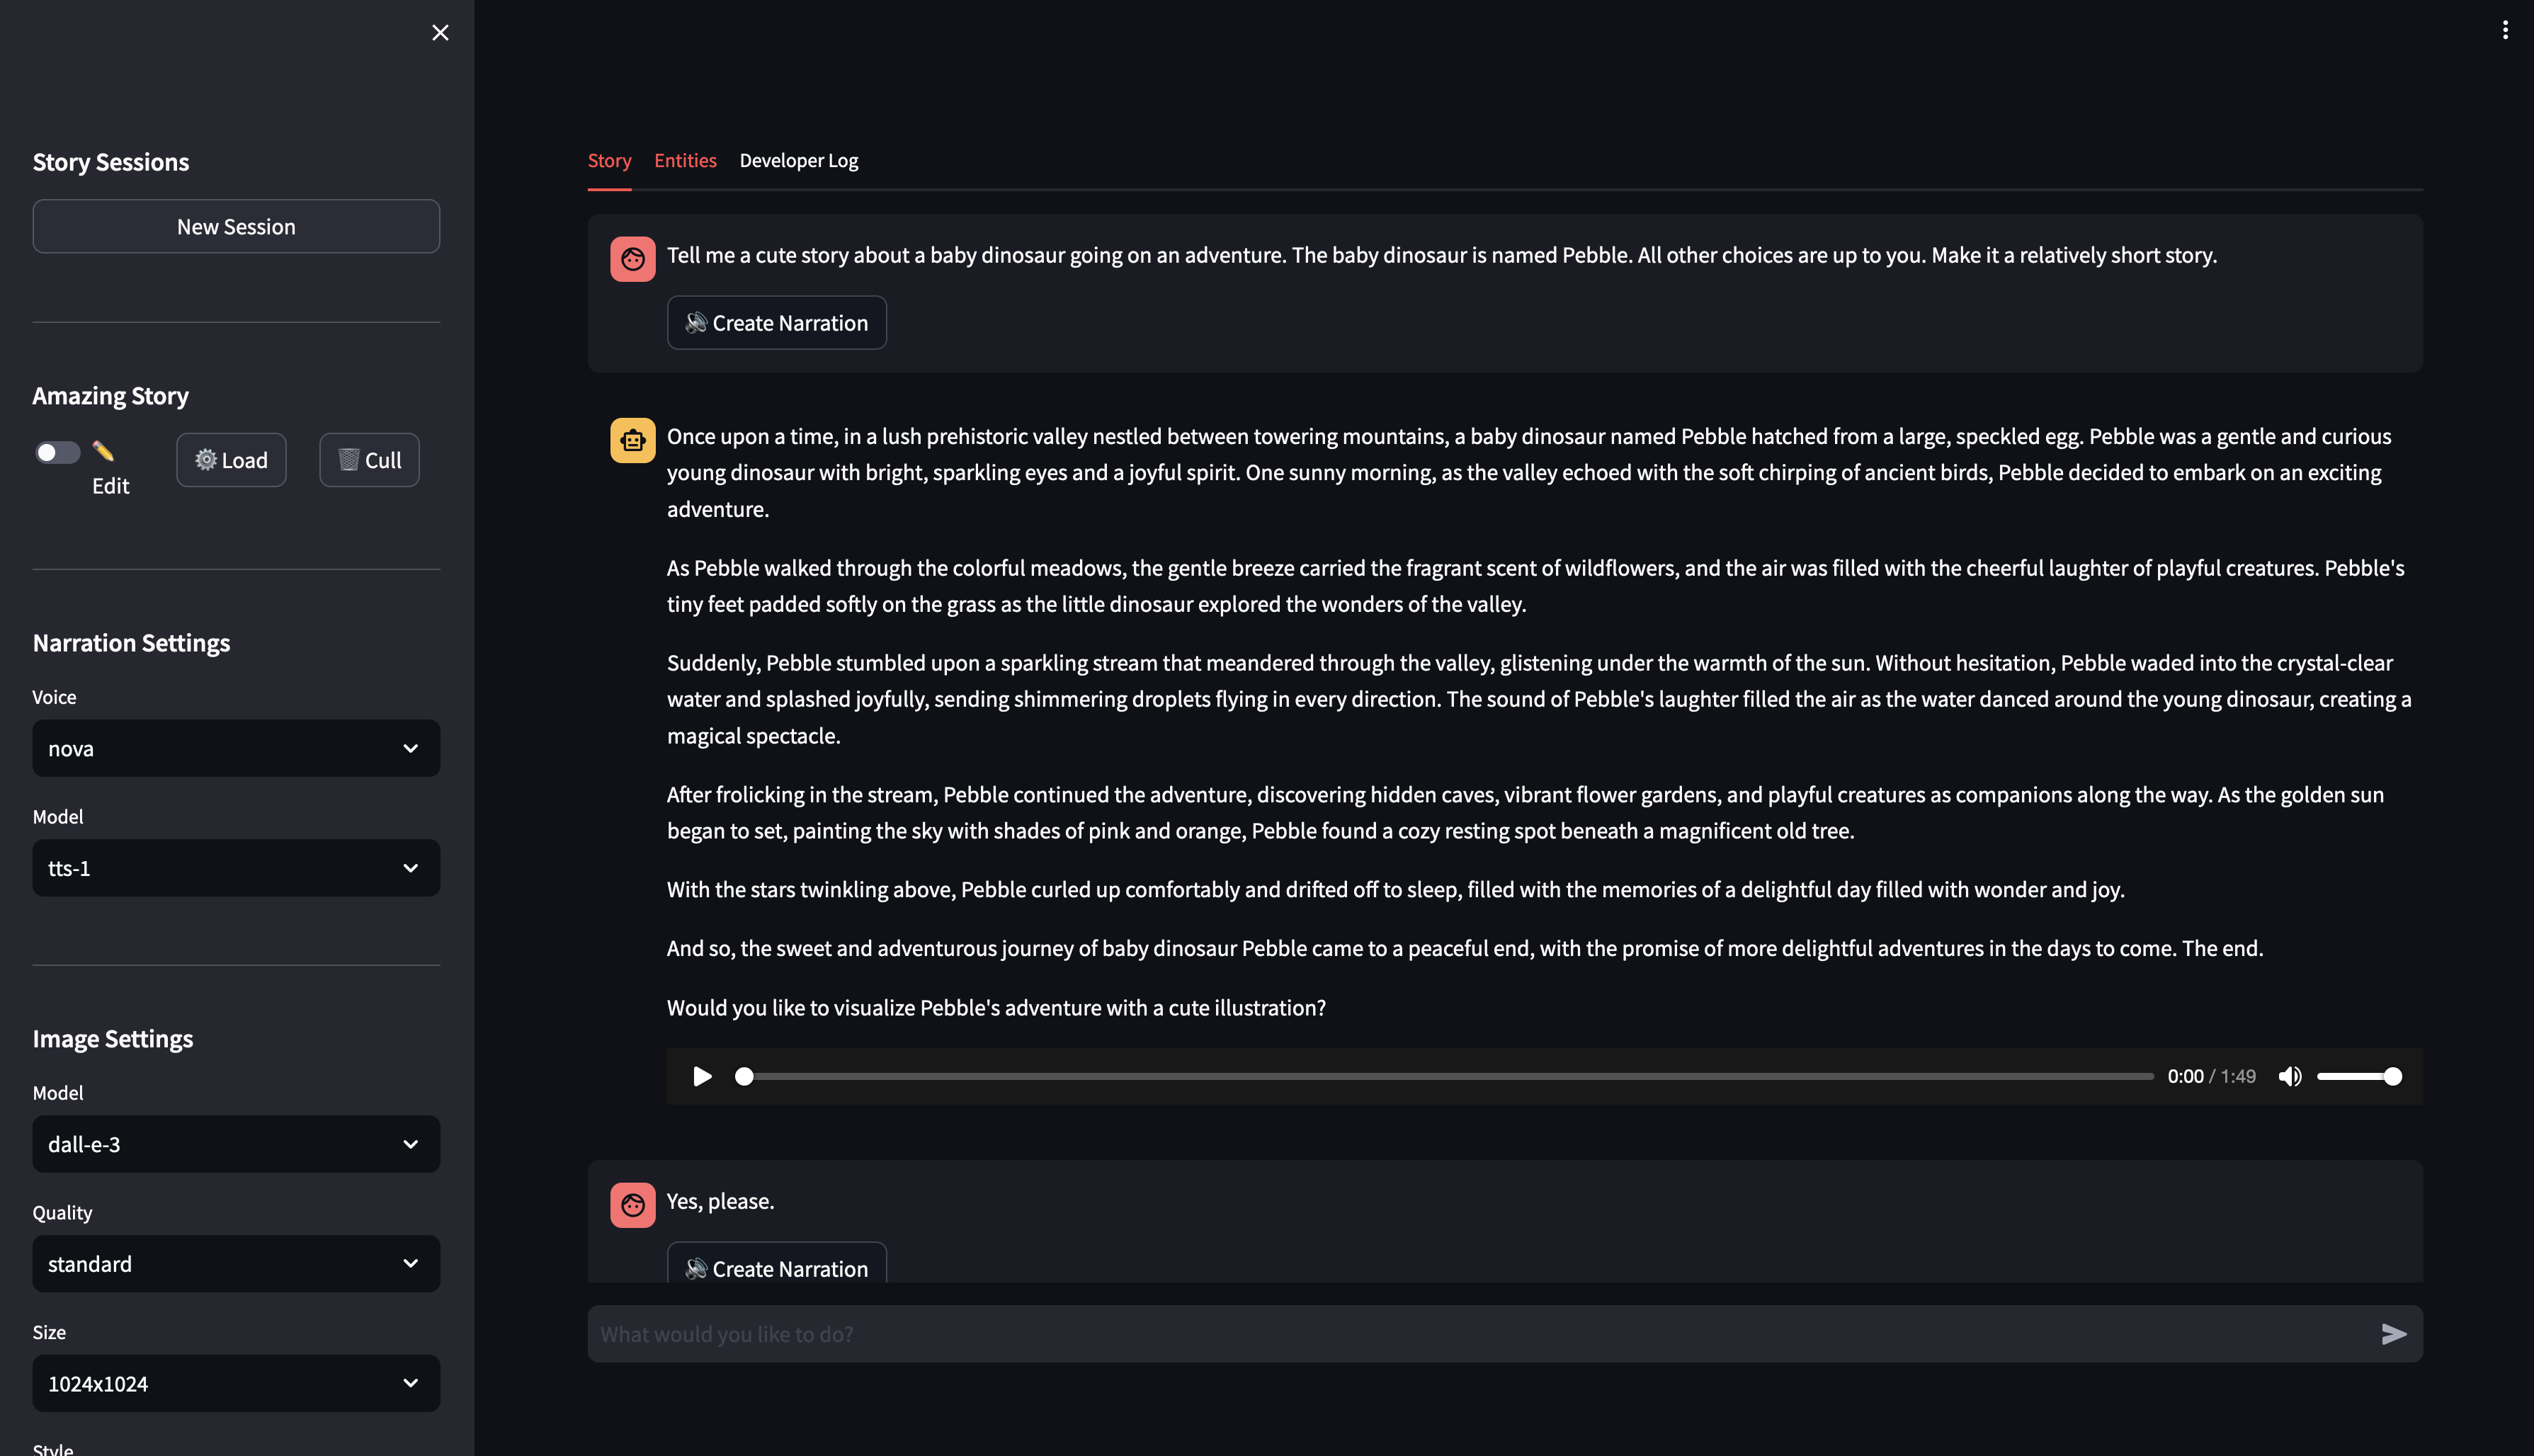 Story Sessions
New Session
Amazing Story
Edit
Load
Cull
Narration Settings
Voice
nova
Model
tts-1
Image Settings
Model
dall-e-3
Quality
standard
Size
1024x1024
Style
Story Entities Developer Log
Tell me a cute story about a baby dinosaur going on an adventure. The baby dinosaur is named Pebble. All other choices are up to you. Make it a relatively short story.
Create Narration
Once upon a time, in a lush prehistoric valley nestled between towering mountains, a baby dinosaur named Pebble hatched from a large, speckled egg. Pebble was a gentle and curious
young dinosaur with bright, sparkling eyes and a joyful spirit. One sunny morning, as the valley echoed with the soft chirping of ancient birds, Pebble decided to embark on an exciting
adventure.
As Pebble walked through the colorful meadows, the gentle breeze carried the fragrant scent of wildflowers, and the air was filled with the cheerful laughter of playful creatures. Pebble's
tiny feet padded softly on the grass as the little dinosaur explored the wonders of the valley.
Suddenly, Pebble stumbled upon a sparkling stream that meandered through the valley, glistening under the warmth of the sun. Without hesitation, Pebble waded into the crystal-clear
water and splashed joyfully, sending shimmering droplets flying in every direction. The sound of Pebble's laughter filled the air as the water danced around the young dinosaur, creating a
magical spectacle.
After frolicking in the stream, Pebble continued the adventure, discovering hidden caves, vibrant flower gardens, and playful creatures as companions along the way. As the golden sun
began to set, painting the sky with shades of pink and orange, Pebble found a cozy resting spot beneath a magnificent old tree.
With the stars twinkling above, Pebble curled up comfortably and drifted off to sleep, filled with the memories of a delightful day filled with wonder and joy.
And so, the sweet and adventurous journey of baby dinosaur Pebble came to a peaceful end, with the promise of more delightful adventures in the days to come. The end.
Would you like to visualize Pebble's adventure with a cute illustration?
0:00 / 1:49
Yes, please.
Create Narration
What would you like to do?